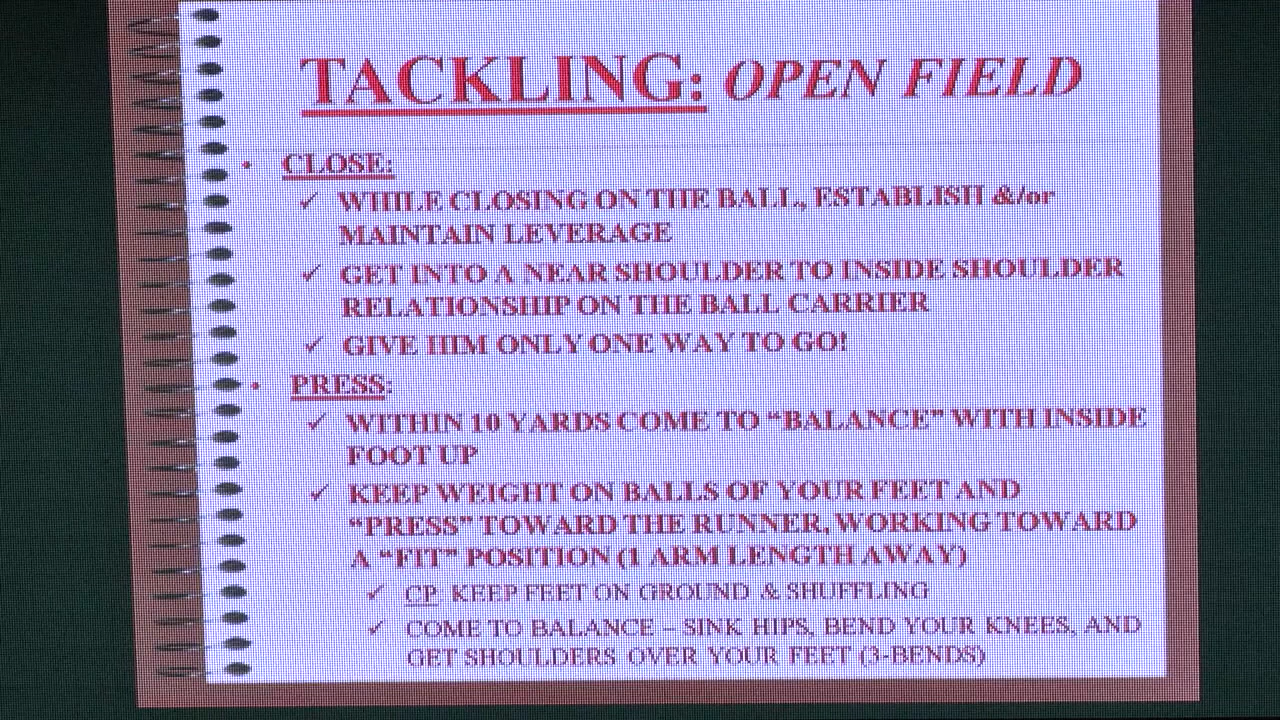 TACKLING: OPEN FIELD
• CLOSE:
✓ WHILE CLOSING ON THE BALL, ESTABLISH &/or
MAINTAIN LEVERAGE
✓ GET INTO A NEAR SHOULDER TO INSIDE SHOULDER
RELATIONSHIP ON THE BALL CARRIER
✓ GIVE HIM ONLY ONE WAY TO GO!
• PRESS:
✓ WITHIN 10 YARDS COME TO “BALANCE” WITH INSIDE
FOOT UP
✓ KEEP WEIGHT ON BALLS OF YOUR FEET AND
“PRESS” TOWARD THE RUNNER, WORKING TOWARD
A “FIT” POSITION (1 ARM LENGTH AWAY)
✓ CP KEEP FEET ON GROUND & SHUFFLING
✓ COME TO BALANCE – SINK HIPS, BEND YOUR KNEES, AND
GET SHOULDERS OVER YOUR FEET (3-BENDS)